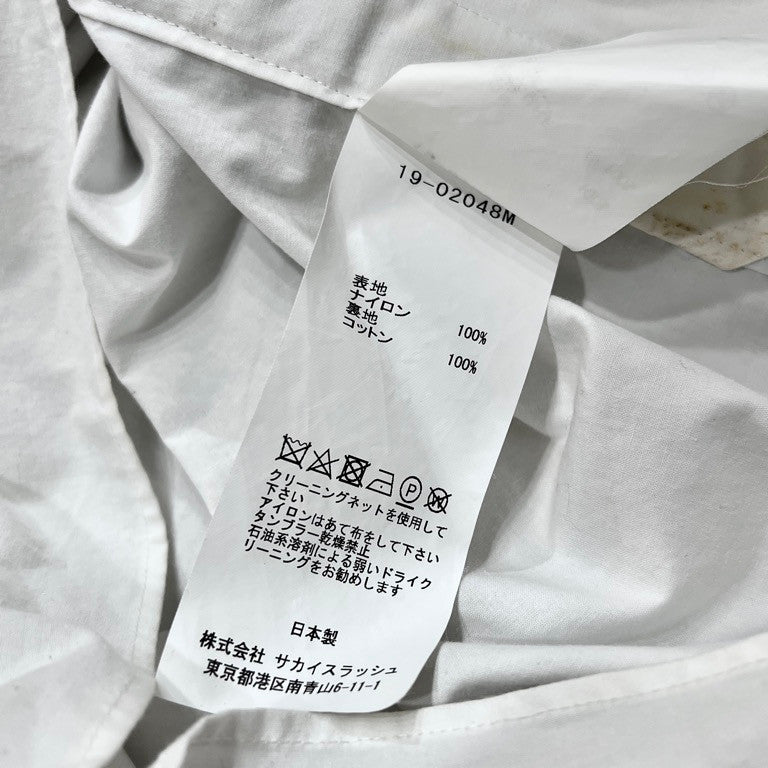 19-02048M
表地
ナイロン 100%
裏地
コットン 100%
P
W
クリーニングネットを使用して
下さい
アイロンはあて布をして下さい
タンブラー乾燥禁止
石油系溶剤による弱いドライク
リーニングをお勧めします
日本製
株式会社 サカイスラッシュ
東京都港区南青山6-11-1